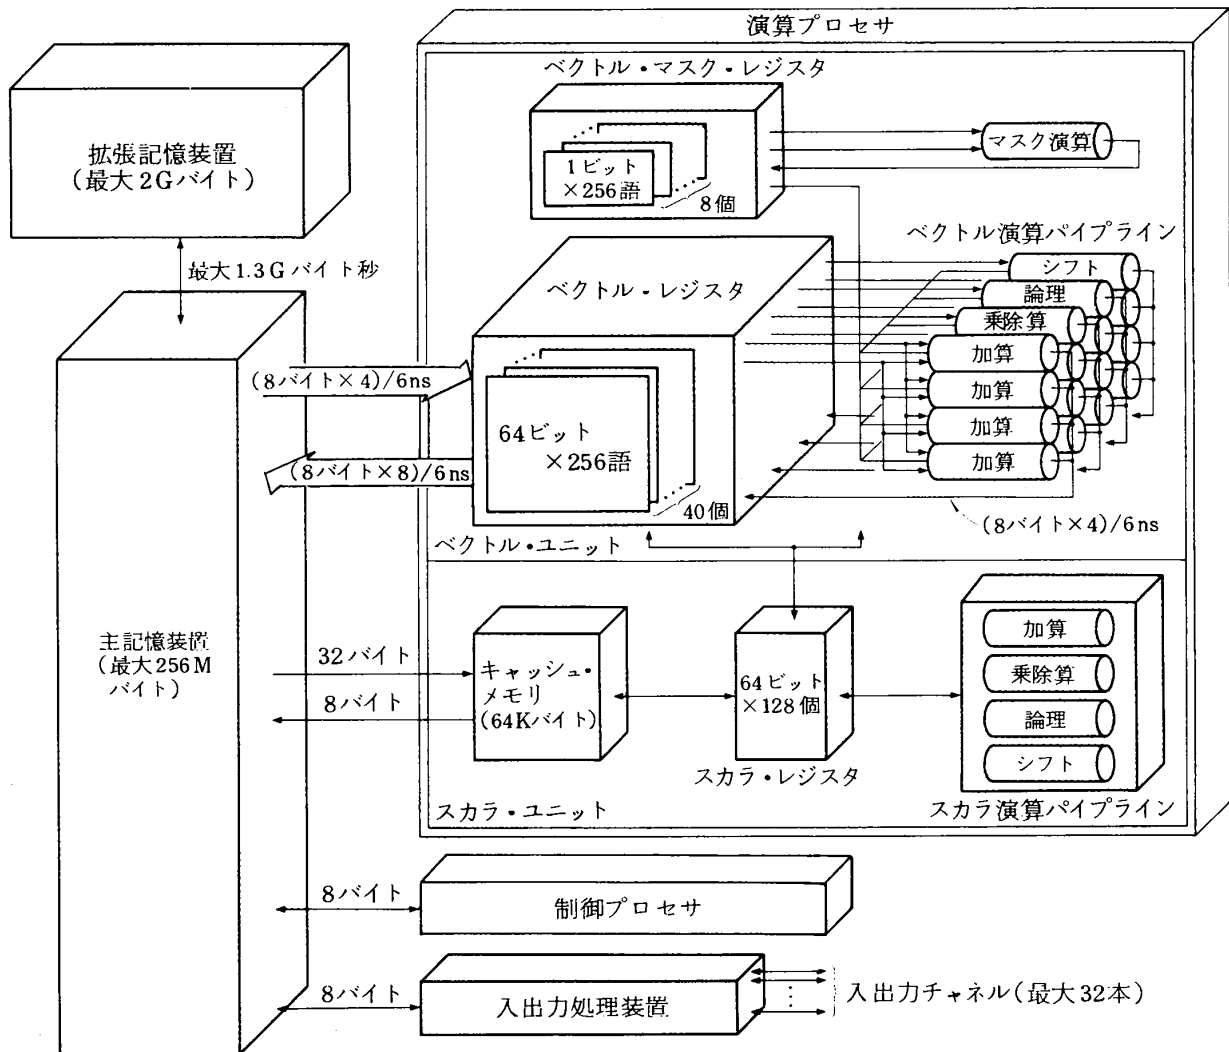 演算プロセサ
ベクトル・マスク・レジスタ
1ビット
×256語
8個
マスク演算
拡張記憶装置
(最大2Gバイト)
最大1.3Gバイト秒
ベクトル演算パイプライン
シフト
論理
乗除算
加算
加算
加算
加算
ベクトル・レジスタ
(8バイト×4)/6ns
64ビット
×256語
(8バイト×8)/6ns
40個
(8バイト×4)/6ns
ベクトル・ユニット
主記憶装置
(最大256M
バイト)
32バイト
8バイト
キャッシュ・
メモリ
(64Kバイト)
64ビット
×128個
スカラ・レジスタ
加算
乗除算
論理
シフト
スカラ演算パイプライン
スカラ・ユニット
8バイト
制御プロセサ
8バイト
入出力処理装置
入出力チャネル(最大32本)